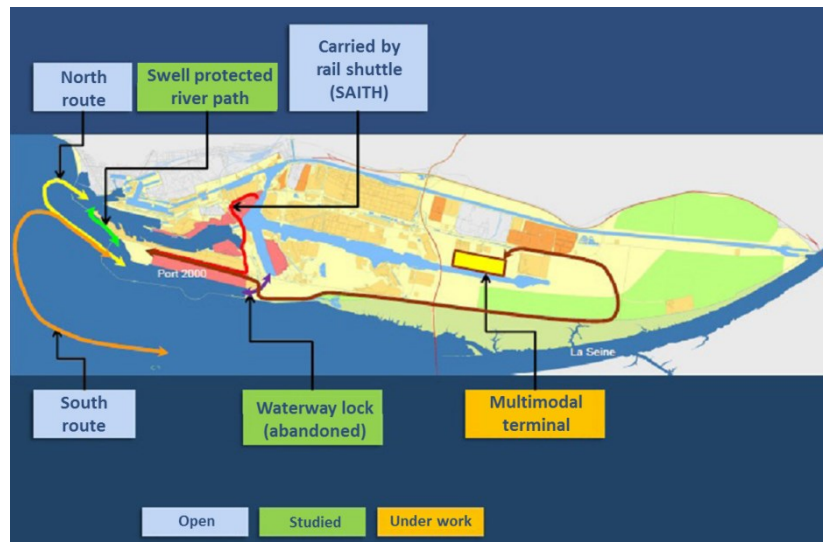 North
route
Swell protected
river path
Carried by
rail shuttle
(SAITH)
Port 2000
La Seine
South
route
Waterway lock
(abandoned)
Multimodal
terminal
Open
Studied
Under work